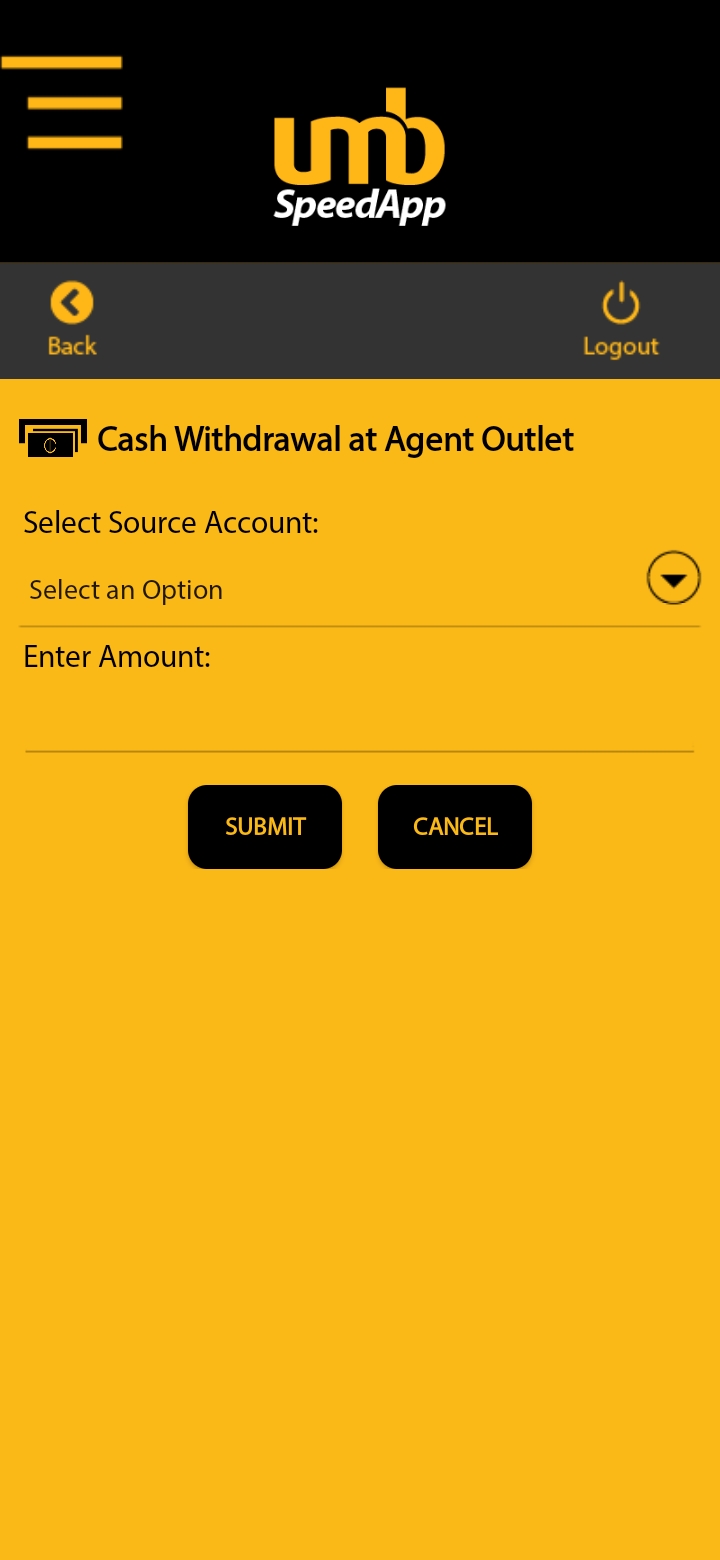 umb
SpeedApp
Back
Logout
Cash Withdrawal at Agent Outlet
Select Source Account:
Select an Option
Enter Amount:
SUBMIT
CANCEL